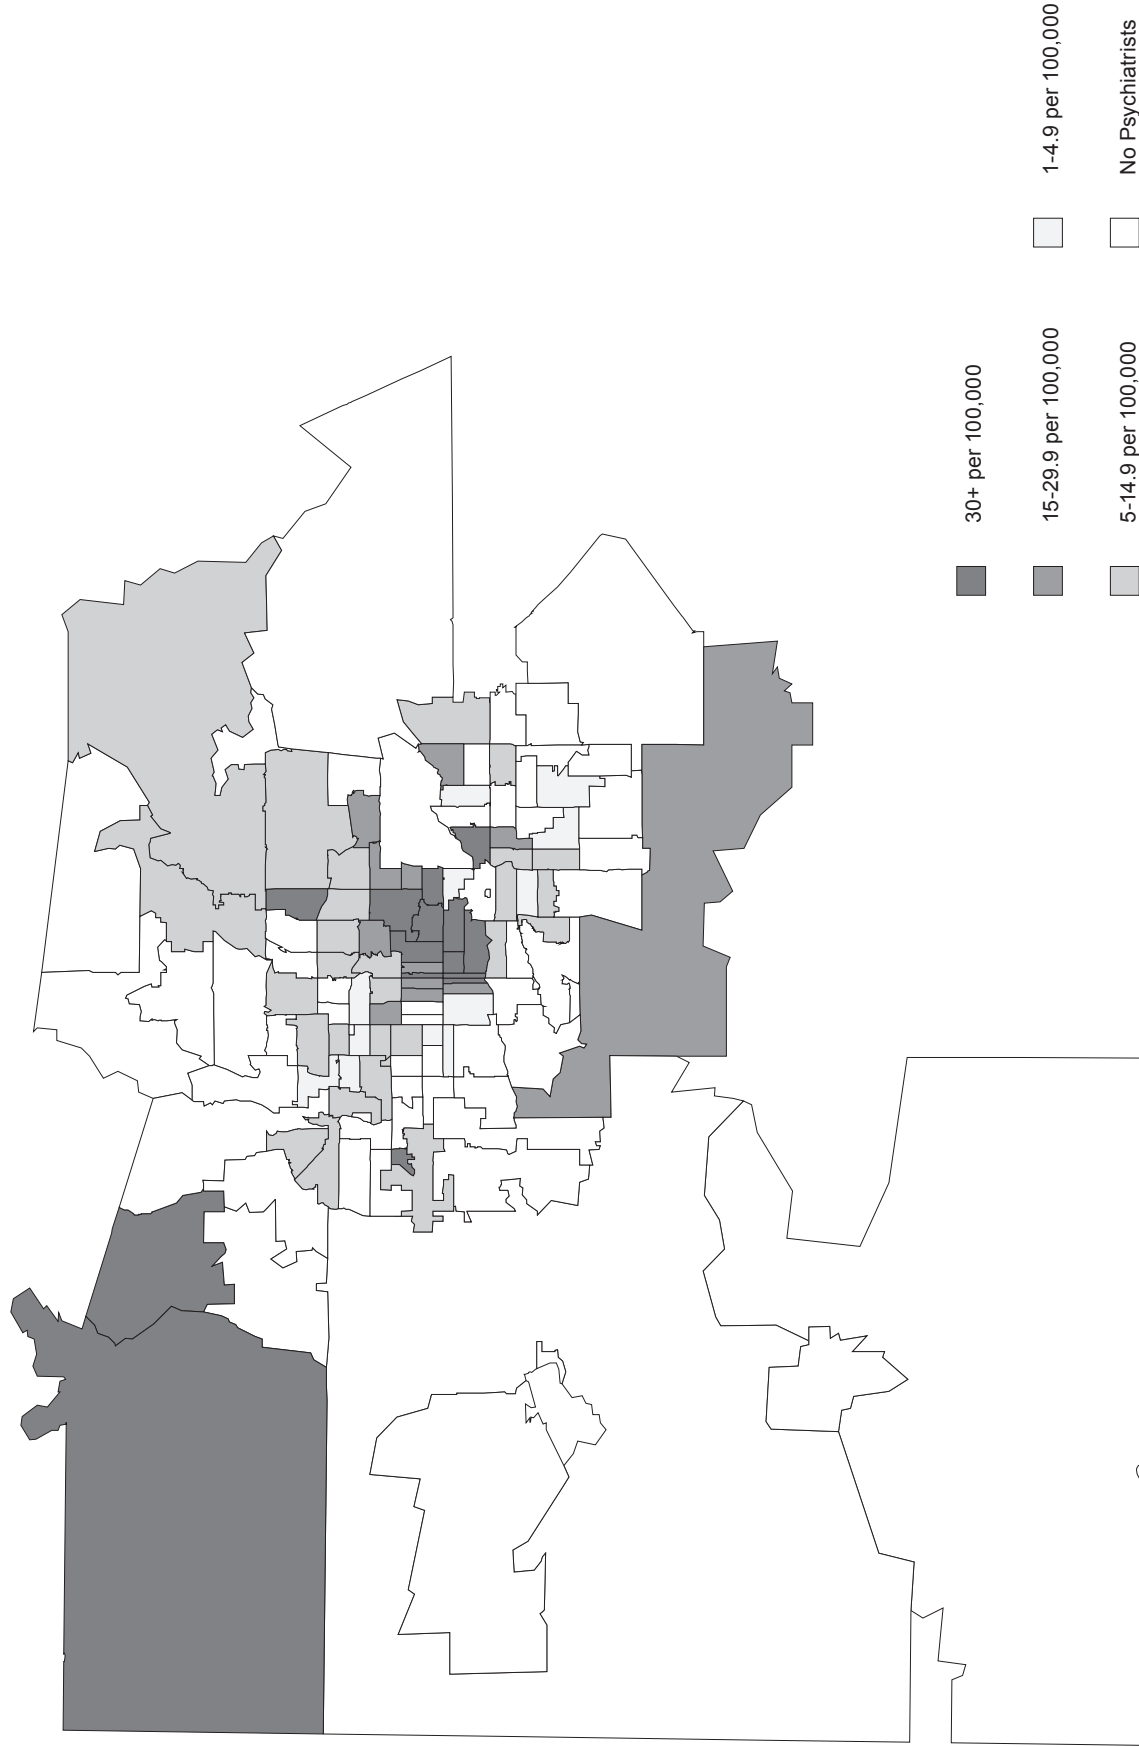 30+ per 100,000
15-29.9 per 100,000
5-14.9 per 100,000
1-4.9 per 100,000
No Psychiatrists